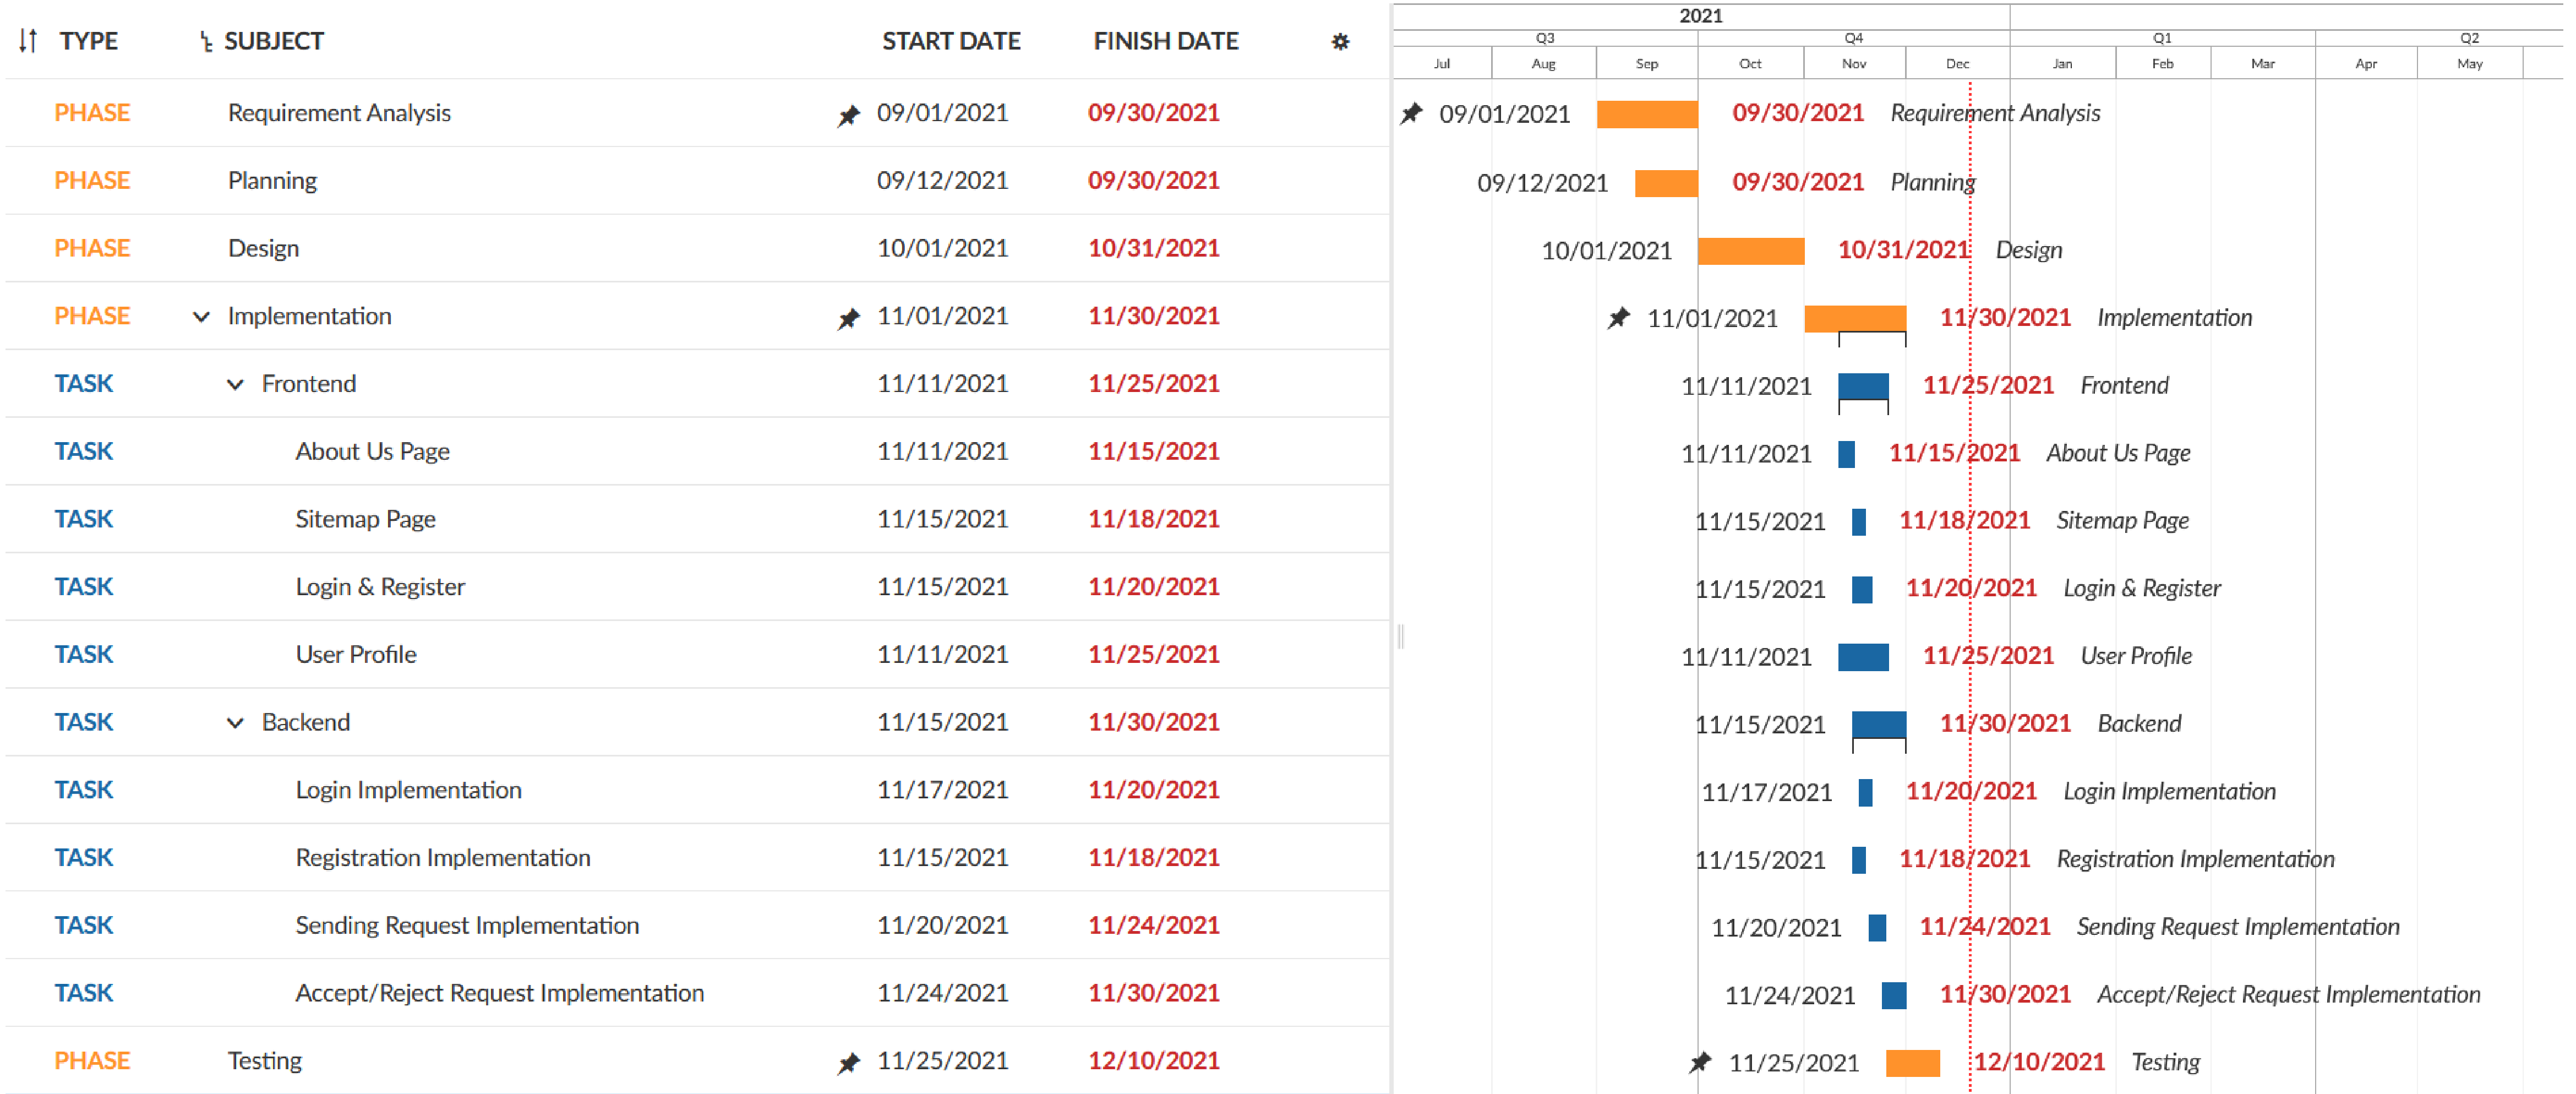 TYPE SUBJECT START DATE FINISH DATE
PHASE Requirement Analysis 09/01/2021 09/30/2021
PHASE Planning 09/12/2021 09/30/2021
PHASE Design 10/01/2021 10/31/2021
PHASE Implementation 11/01/2021 11/30/2021
TASK Frontend 11/11/2021 11/25/2021
TASK About Us Page 11/11/2021 11/15/2021
TASK Sitemap Page 11/15/2021 11/18/2021
TASK Login & Register 11/15/2021 11/20/2021
TASK User Profile 11/11/2021 11/25/2021
TASK Backend 11/15/2021 11/30/2021
TASK Login Implementation 11/17/2021 11/20/2021
TASK Registration Implementation 11/15/2021 11/18/2021
TASK Sending Request Implementation 11/20/2021 11/24/2021
TASK Accept/Reject Request Implementation 11/24/2021 11/30/2021
PHASE Testing 11/25/2021 12/10/2021
2021
Q3 Q4 Q1 Q2
Jul Aug Sep Oct Nov Dec Jan Feb Mar Apr May
09/01/2021 09/30/2021 Requirement Analysis
09/12/2021 09/30/2021 Planning
10/01/2021 10/31/2021 Design
11/01/2021 11/30/2021 Implementation
11/11/2021 11/25/2021 Frontend
11/11/2021 11/15/2021 About Us Page
11/15/2021 11/18/2021 Sitemap Page
11/15/2021 11/20/2021 Login & Register
11/11/2021 11/25/2021 User Profile
11/15/2021 11/30/2021 Backend
11/17/2021 11/20/2021 Login Implementation
11/15/2021 11/18/2021 Registration Implementation
11/20/2021 11/24/2021 Sending Request Implementation
11/24/2021 11/30/2021 Accept/Reject Request Implementation
11/25/2021 12/10/2021 Testing